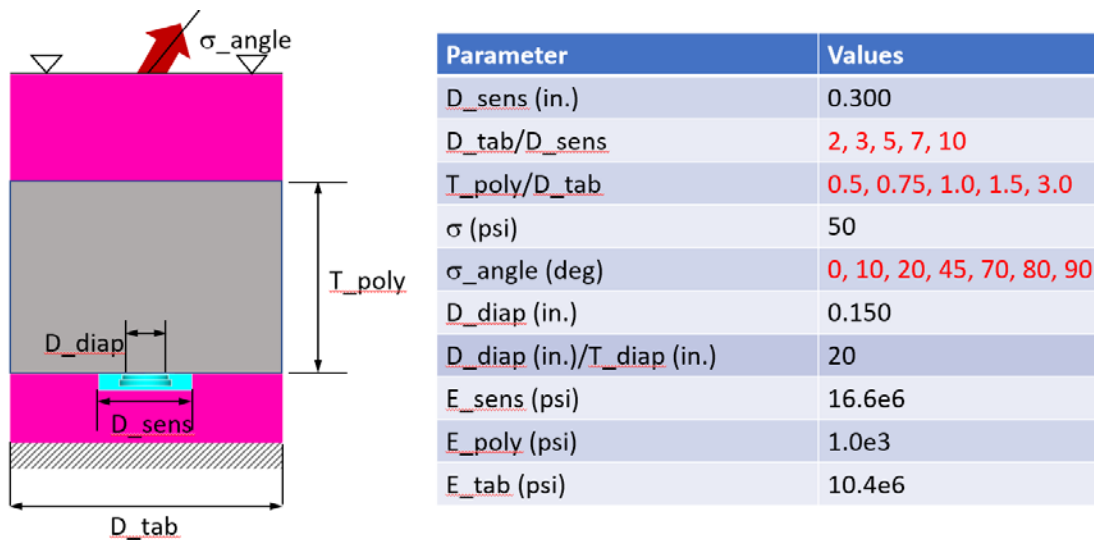 σ_angle
T_poly
D_diap
D_sens
D_tab
Parameter Values
D_sens (in.) 0.300
D_tab/D_sens 2, 3, 5, 7, 10
T_poly/D_tab 0.5, 0.75, 1.0, 1.5, 3.0
σ (psi) 50
σ_angle (deg) 0, 10, 20, 45, 70, 80, 90
D_diap (in.) 0.150
D_diap (in.)/T_diap (in.) 20
E_sens (psi) 16.6e6
E_poly (psi) 1.0e3
E_tab (psi) 10.4e6